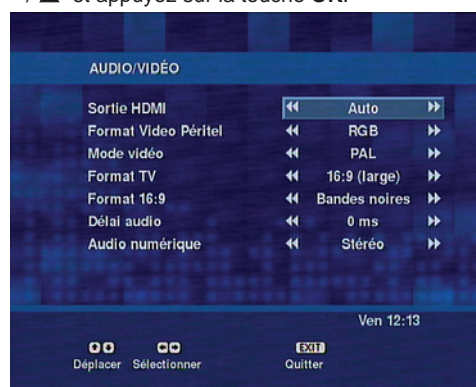 et appuyez sur la touche OK.
AUDIO/VIDÉO
Sortie HDMI Auto
Format Video Péritel RGB
Mode vidéo PAL
Format TV 16:9 (large)
Format 16:9 Bandes noires
Délai audio 0 ms
Audio numérique Stéréo
Ven 12:13
EXIT
Déplacer Sélectionner Quitter